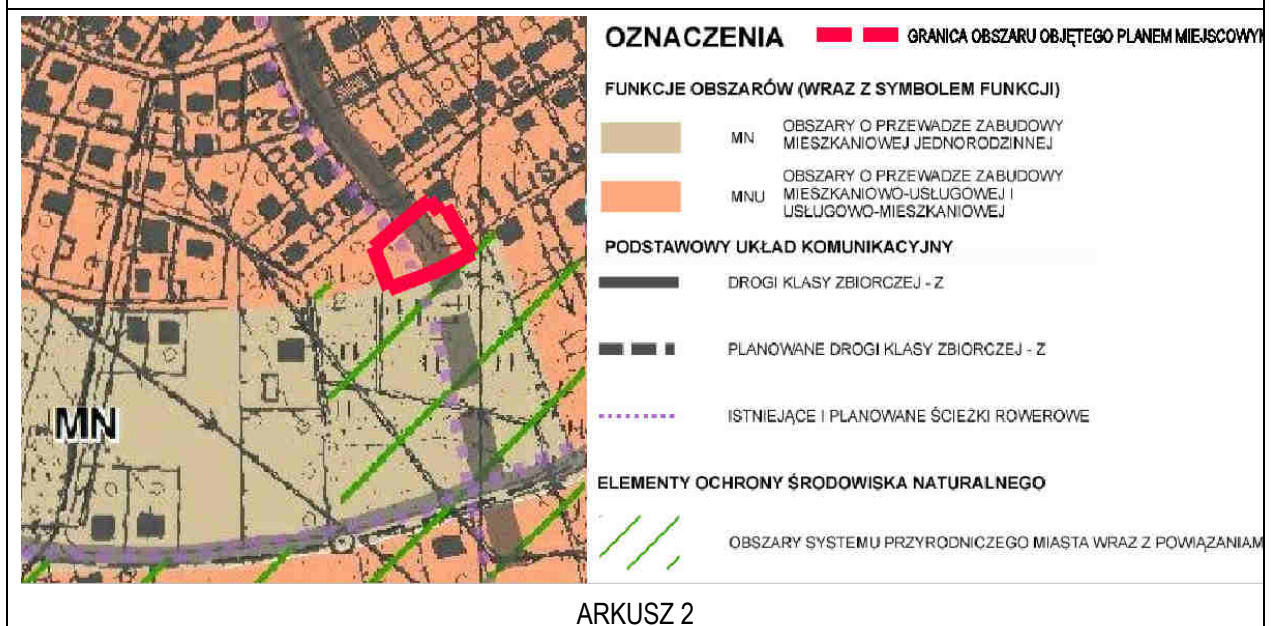 OZNACZENIA
GRANICA OBSZARU OBJĘTEGO PLANEM MIEJSCOWYM
FUNKCJE OBSZARÓW (WRAZ Z SYMBOLEM FUNKCJI)
MN
OBSZARY O PRZEWADZE ZABUDOWY
MIESZKANIOWEJ JEDNORODZINNEJ
MNU
OBSZARY O PRZEWADZE ZABUDOWY
MIESZKANIOWO-USŁUGOWEJ I
USŁUGOWO-MIESZKANIOWEJ
PODSTAWOWY UKŁAD KOMUNIKACYJNY
DROGI KLASY ZBIORCZEJ - Z
PLANOWANE DROGI KLASY ZBIORCZEJ - Z
ISTNIEJĄCE I PLANOWANE ŚCIEŻKI ROWEROWE
ELEMENTY OCHRONY ŚRODOWISKA NATURALNEGO
OBSZARY SYSTEMU PRZYRODNICZEGO MIASTA WRAZ Z POWIĄZANIAM
MN
ARKUSZ 2